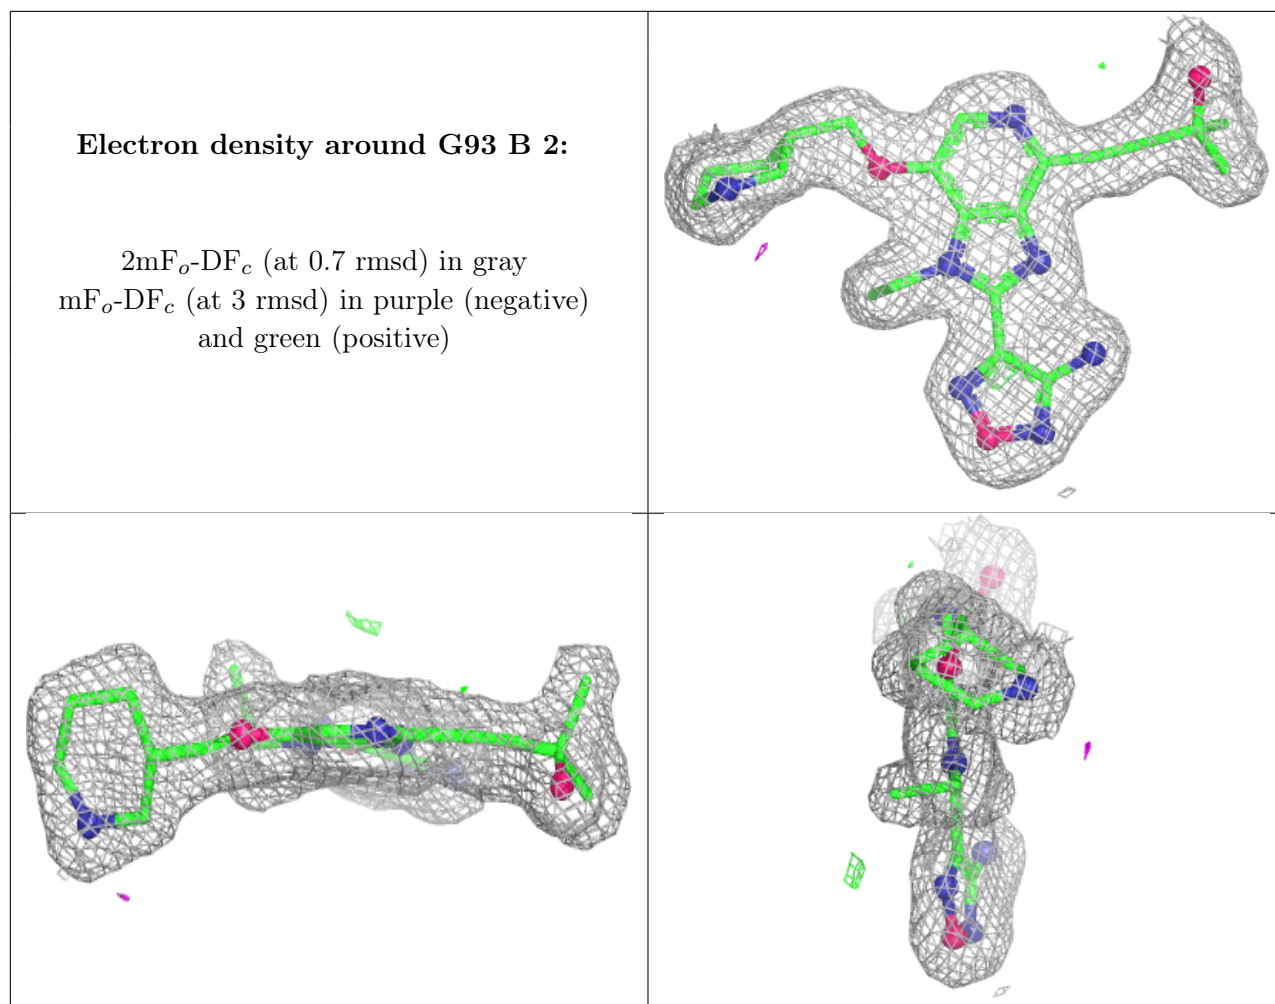 Electron density around G93 B 2:
2mFo-DFc (at 0.7 rmsd) in gray
mFo-DFc (at 3 rmsd) in purple (negative)
and green (positive)